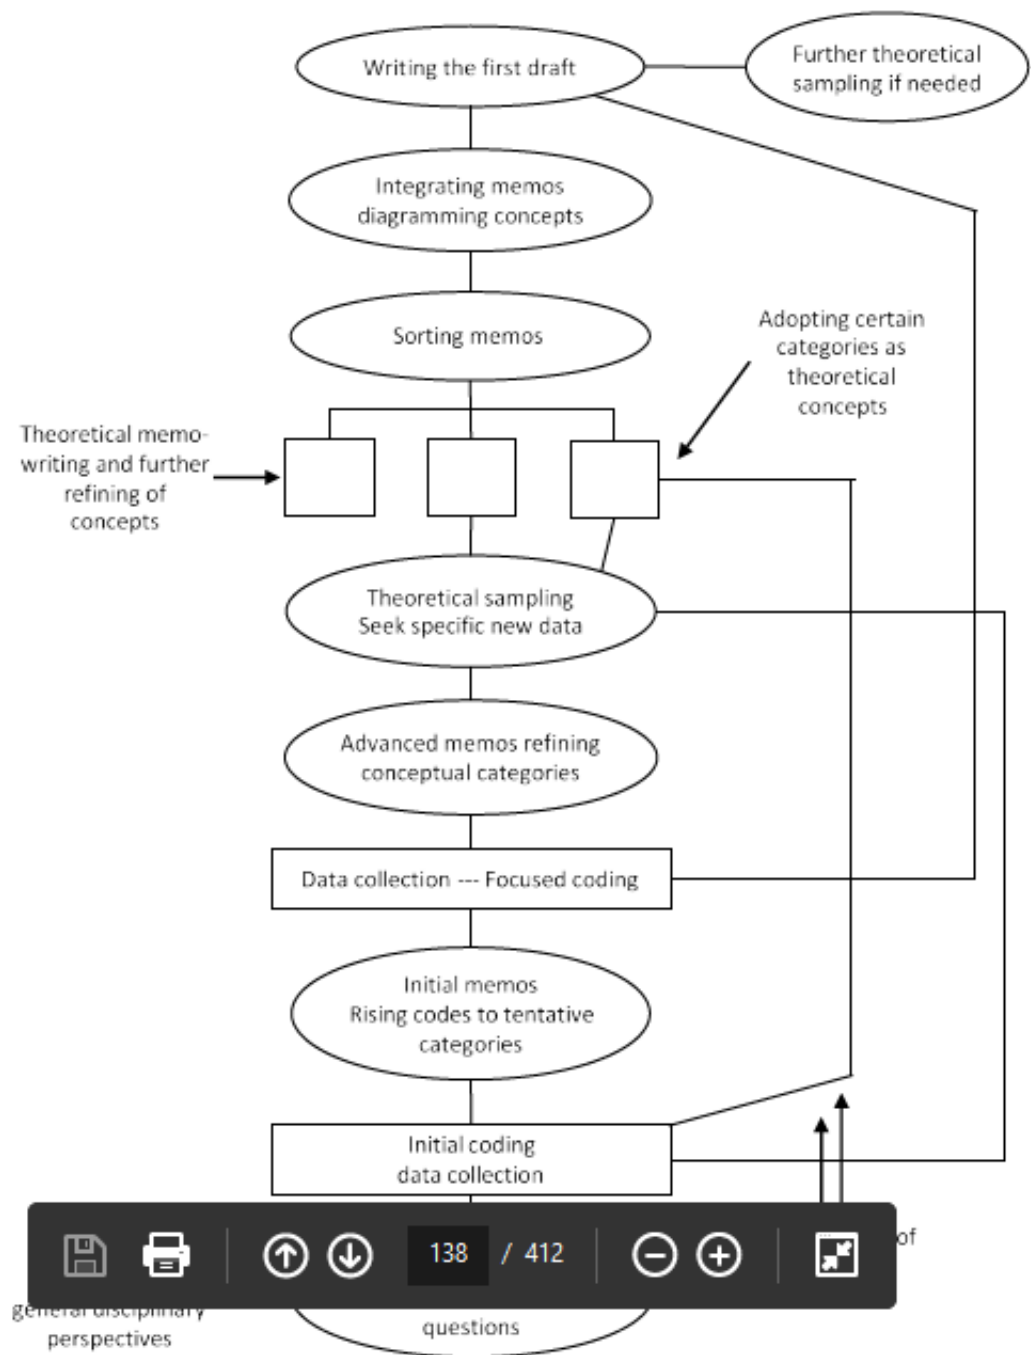 Writing the first draft
Further theoretical
sampling if needed
Integrating memos
diagramming concepts
Sorting memos
Adopting certain
categories as
theoretical
concepts
Theoretical memo-
writing and further
refining of
concepts
Theoretical sampling
Seek specific new data
Advanced memos refining
conceptual categories
Data collection --- Focused coding
Initial memos
Rising codes to tentative
categories
Initial coding
data collection
138 / 412
of
general disciplinary
perspectives
questions